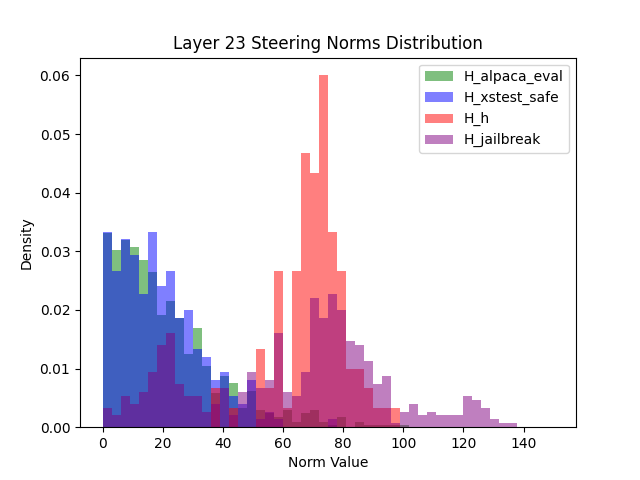 Layer 23 Steering Norms Distribution
H_alpaca_eval
H_xstest_safe
H_h
H_jailbreak
0.06
0.05
0.04
0.03
0.02
0.01
0.00
Density
0 20 40 60 80 100 120 140
Norm Value